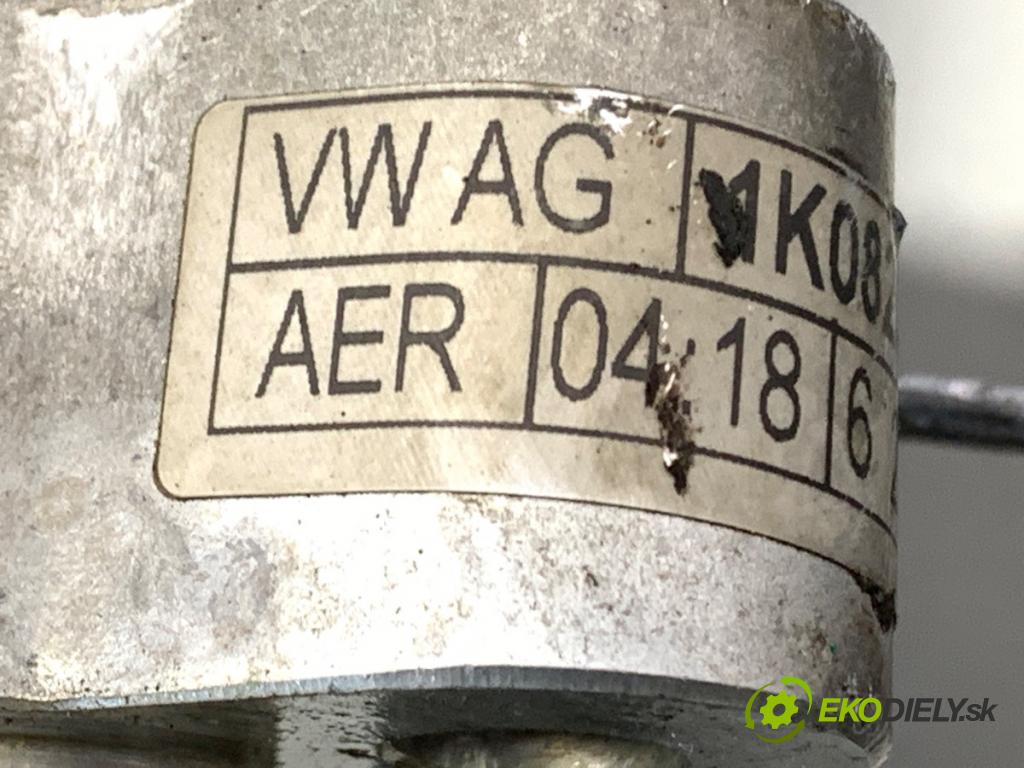 VW AG 1K08
AER 04:18 6
EKODIELY.sk